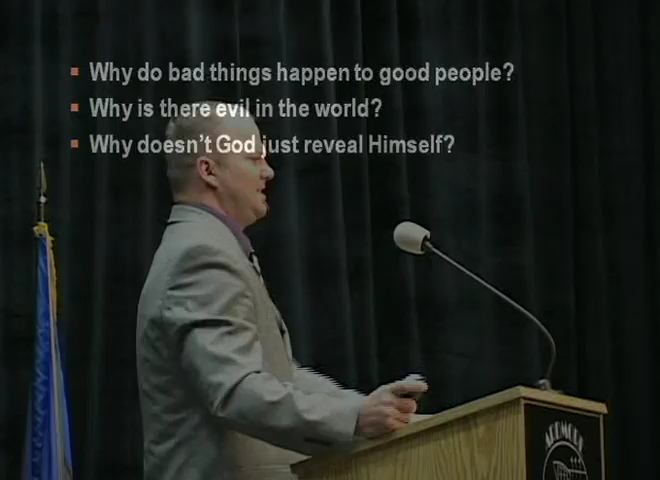 Why do bad things happen to good people?
Why is there evil in the world?
Why doesn't God just reveal Himself?
ARDMORE